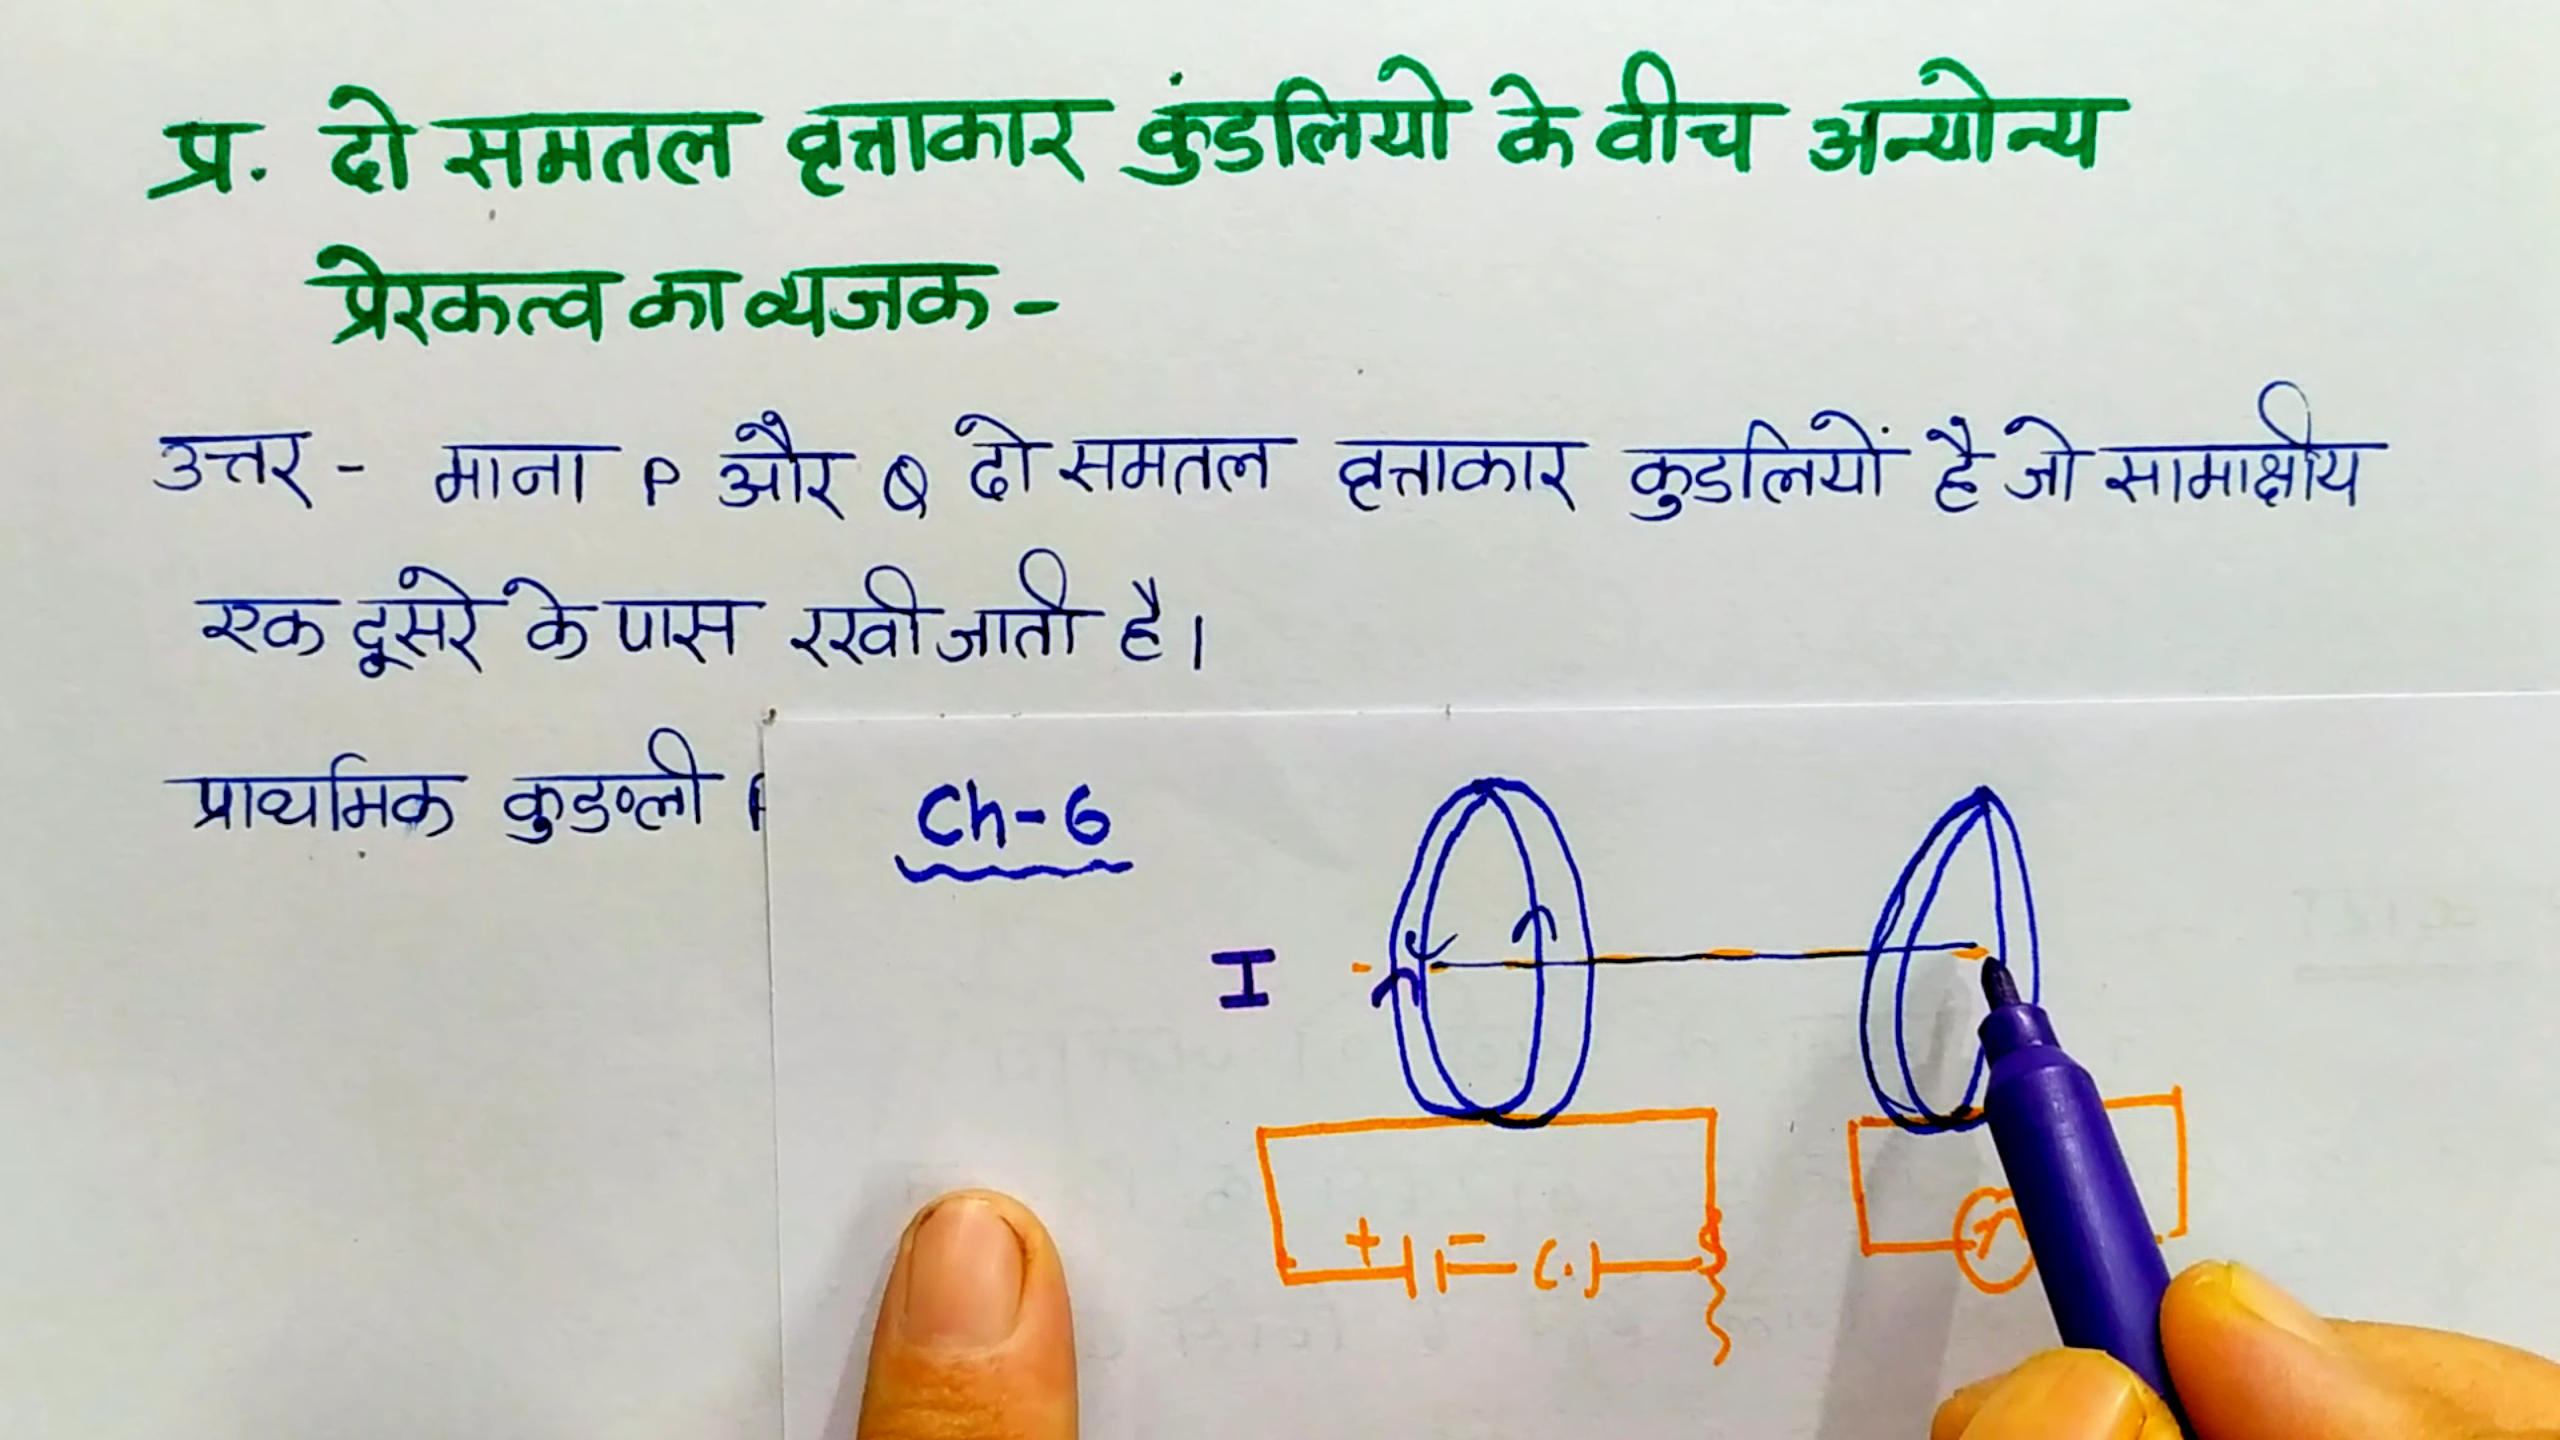 प्र. दो समतल वृत्ताकार कुंडलियो के वीच अन्योन्य
प्रेरकत्व का व्यजक -
उत्तर - माना P और Q दो समतल वृत्ताकार कुडलियों है जो सामाक्षीय
एक दूसरे के पास रखी जाती है।
प्राथमिक कुण्डली
Ch-6
I
+